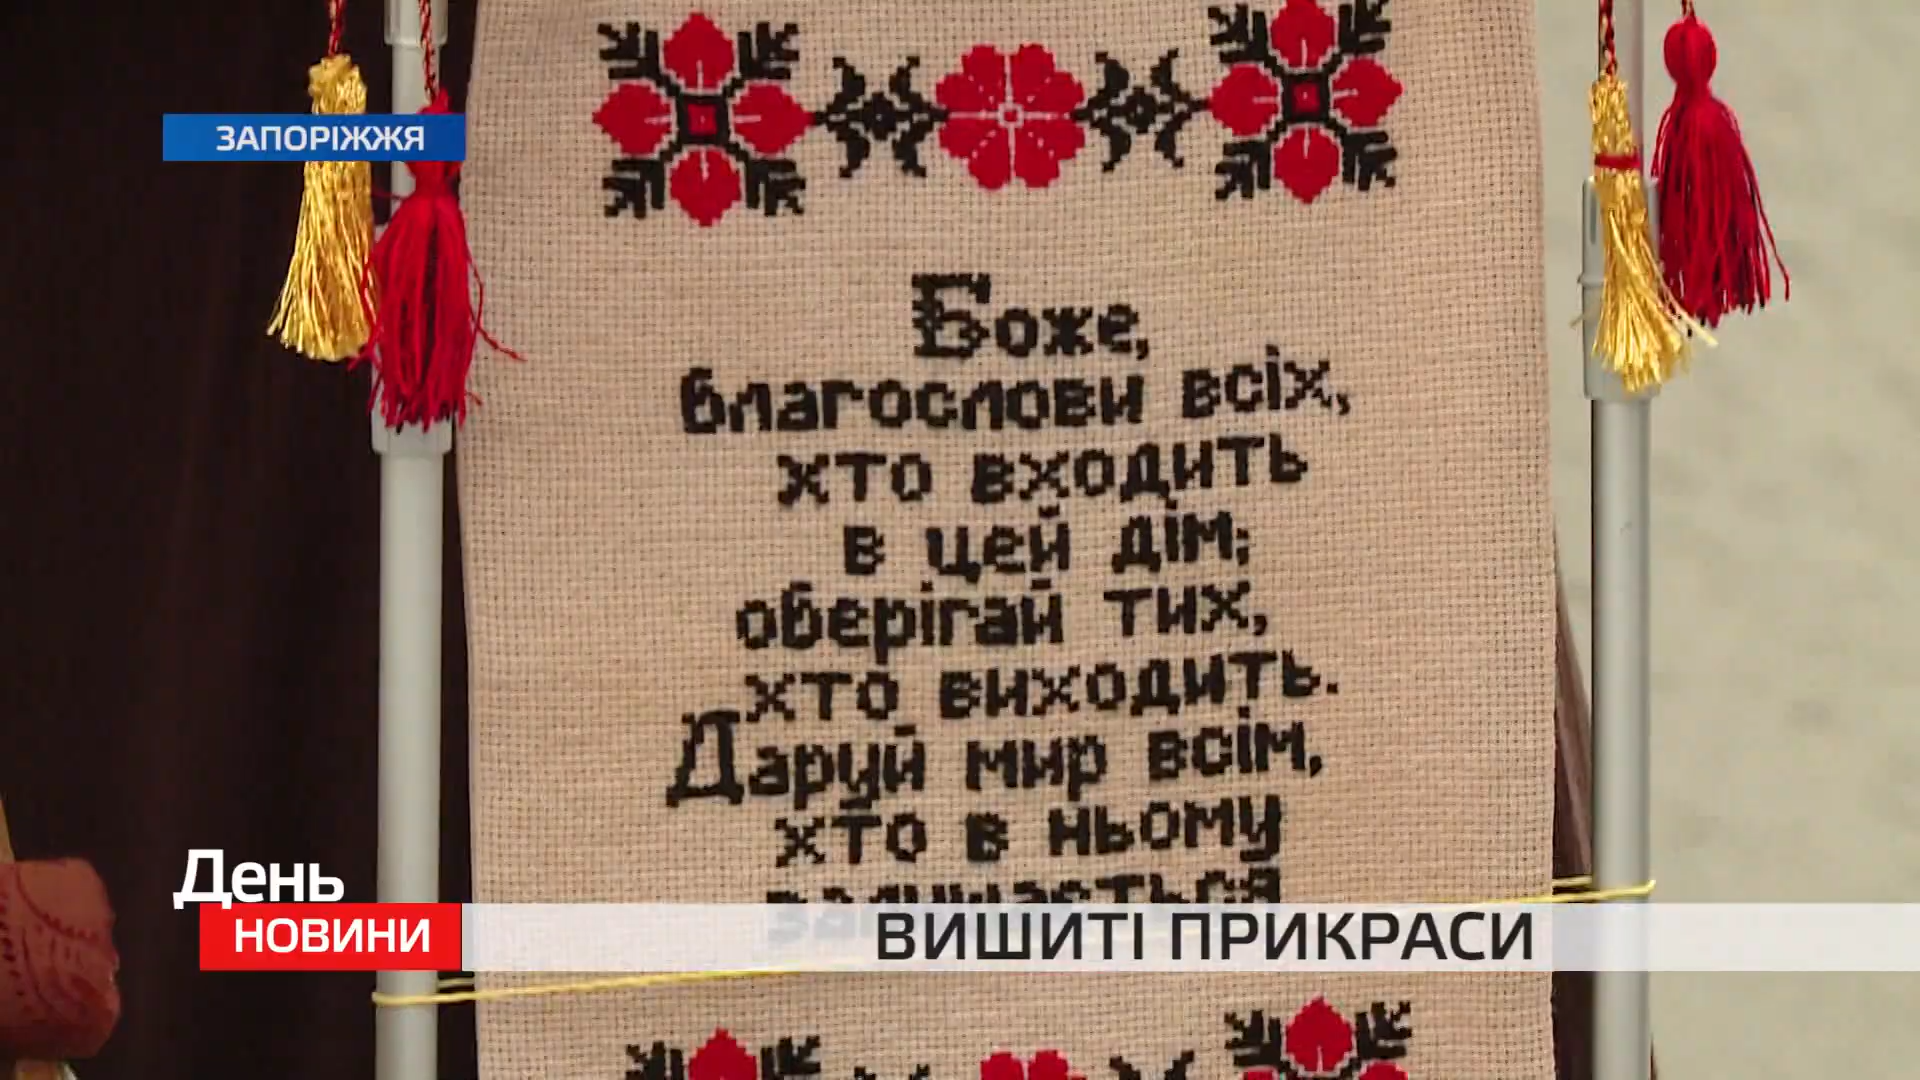 ЗАПОРІЖЖЯ
Боже,
благослови всіх,
хто входить
в цей дім;
оберігай тих,
хто виходить.
Даруй мир всім,
хто в ньому
День
НОВИНИ
ВИШИТІ ПРИКРАСИ